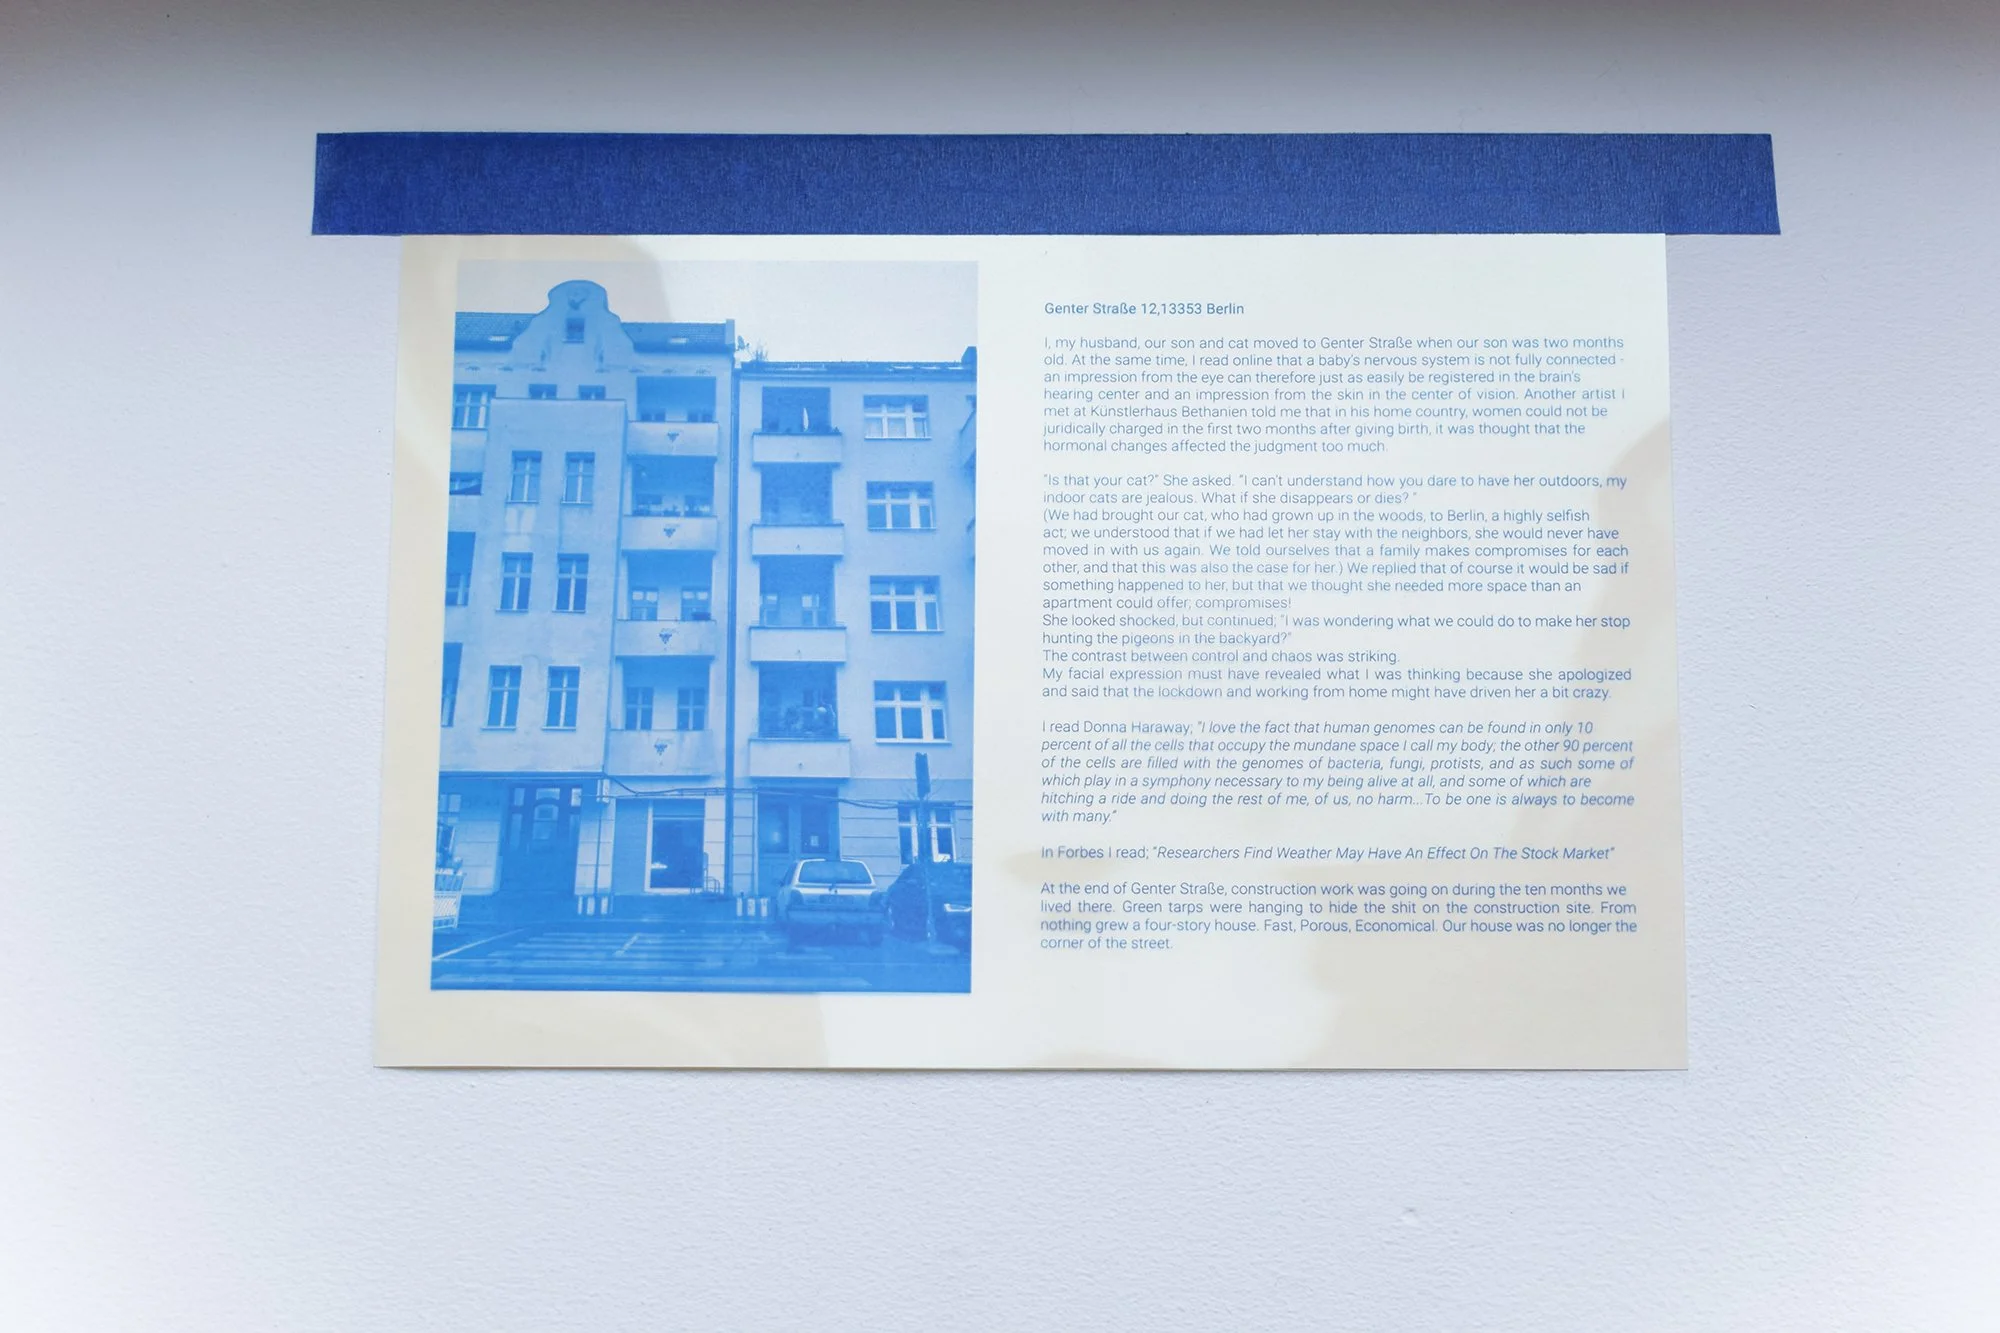 Genter Straße 12,13353 Berlin
I, my husband, our son and cat moved to Genter Straße when our son was two months
old. At the same time, I read online that a baby's nervous system is not fully connected -
an impression from the eye can therefore just as easily be registered in the brain's
hearing center and an impression from the skin in the center of vision. Another artist I
met at Künstlerhaus Bethanien told me that in his home country, women could not be
juridically charged in the first two months after giving birth, it was thought that the
hormonal changes affected the judgment too much.
"Is that your cat?" She asked. "I can't understand how you dare to have her outdoors, my
indoor cats are jealous. What if she disappears or dies? "
(We had brought our cat, who had grown up in the woods, to Berlin, a highly selfish
act; we understood that if we had let her stay with the neighbors, she would never have
moved in with us again. We told ourselves that a family makes compromises for each
other, and that this was also the case for her.) We replied that of course it would be sad if
something happened to her, but that we thought she needed more space than an
apartment could offer; compromises!
She looked shocked, but continued; "I was wondering what we could do to make her stop
hunting the pigeons in the backyard?"
The contrast between control and chaos was striking.
My facial expression must have revealed what I was thinking because she apologized
and said that the lockdown and working from home might have driven her a bit crazy.
I read Donna Haraway; "I love the fact that human genomes can be found in only 10
percent of all the cells that occupy the mundane space I call my body; the other 90 percent
of the cells are filled with the genomes of bacteria, fungi, protists, and as such some of
which play in a symphony necessary to my being alive at all, and some of which are
hitching a ride and doing the rest of me, of us, no harm...To be one is always to become
with many."
In Forbes I read; "Researchers Find Weather May Have An Effect On The Stock Market"
At the end of Genter Straße, construction work was going on during the ten months we
lived there. Green tarps were hanging to hide the shit on the construction site. From
nothing grew a four-story house. Fast, Porous, Economical. Our house was no longer the
corner of the street.